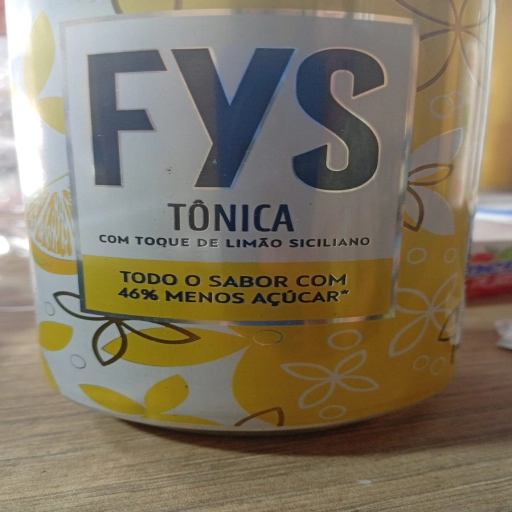 FYS
TÔNICA
COM TOQUE DE LIMÃO SICILIANO
TODO O SABOR COM
46% MENOS AÇÚCAR*